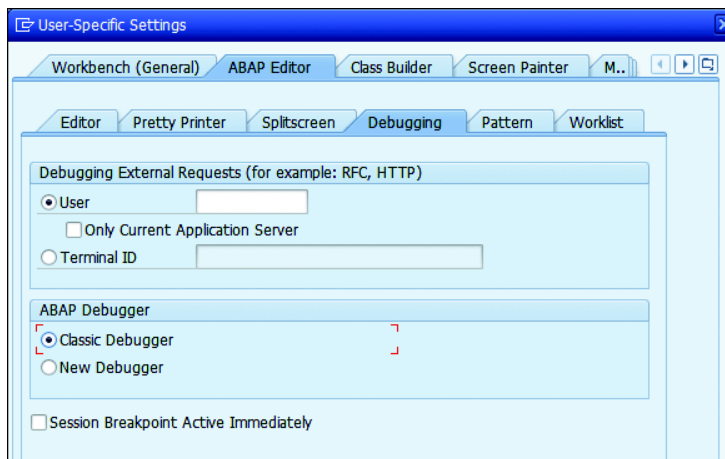 User-Specific Settings
Workbench (General) ABAP Editor Class Builder Screen Painter M..
Editor Pretty Printer Splitscreen Debugging Pattern Worklist
Debugging External Requests (for example: RFC, HTTP)
User
Only Current Application Server
Terminal ID
ABAP Debugger
Classic Debugger
New Debugger
Session Breakpoint Active Immediately